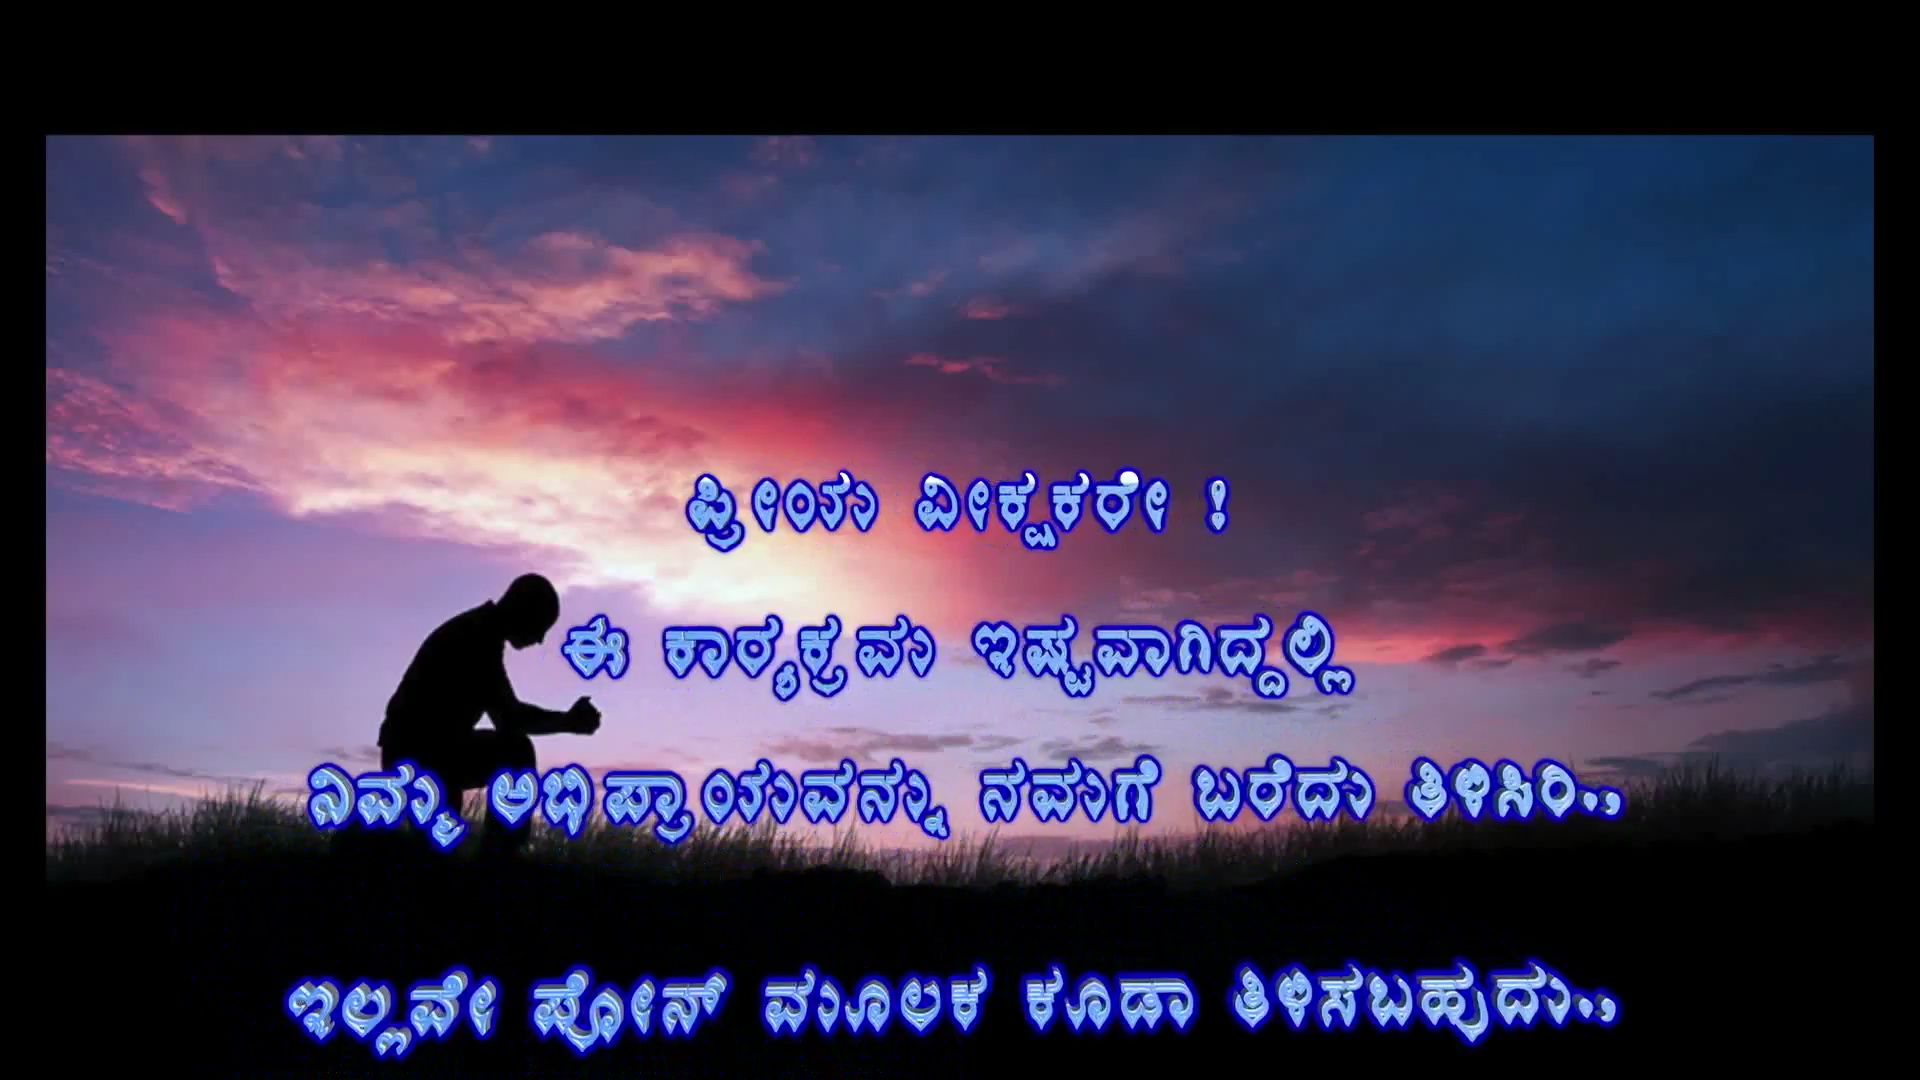 ಪ್ರೀಯ ವೀಕ್ಷಕರೇ !
ಈ ಕಾರ‍್ಯಕ್ರಮ ಇಷ್ಟವಾಗಿದ್ದಲ್ಲಿ
ನಿಮ್ಮ ಅಭಿಪ್ರಾಯವನ್ನು ನಮಗೆ ಬರೆದು ತಿಳಿಸಿರಿ..
ಇಲ್ಲವೇ ಪೋನ್ ಮೂಲಕ ಕೂಡಾ ತಿಳಿಸಬಹುದು..